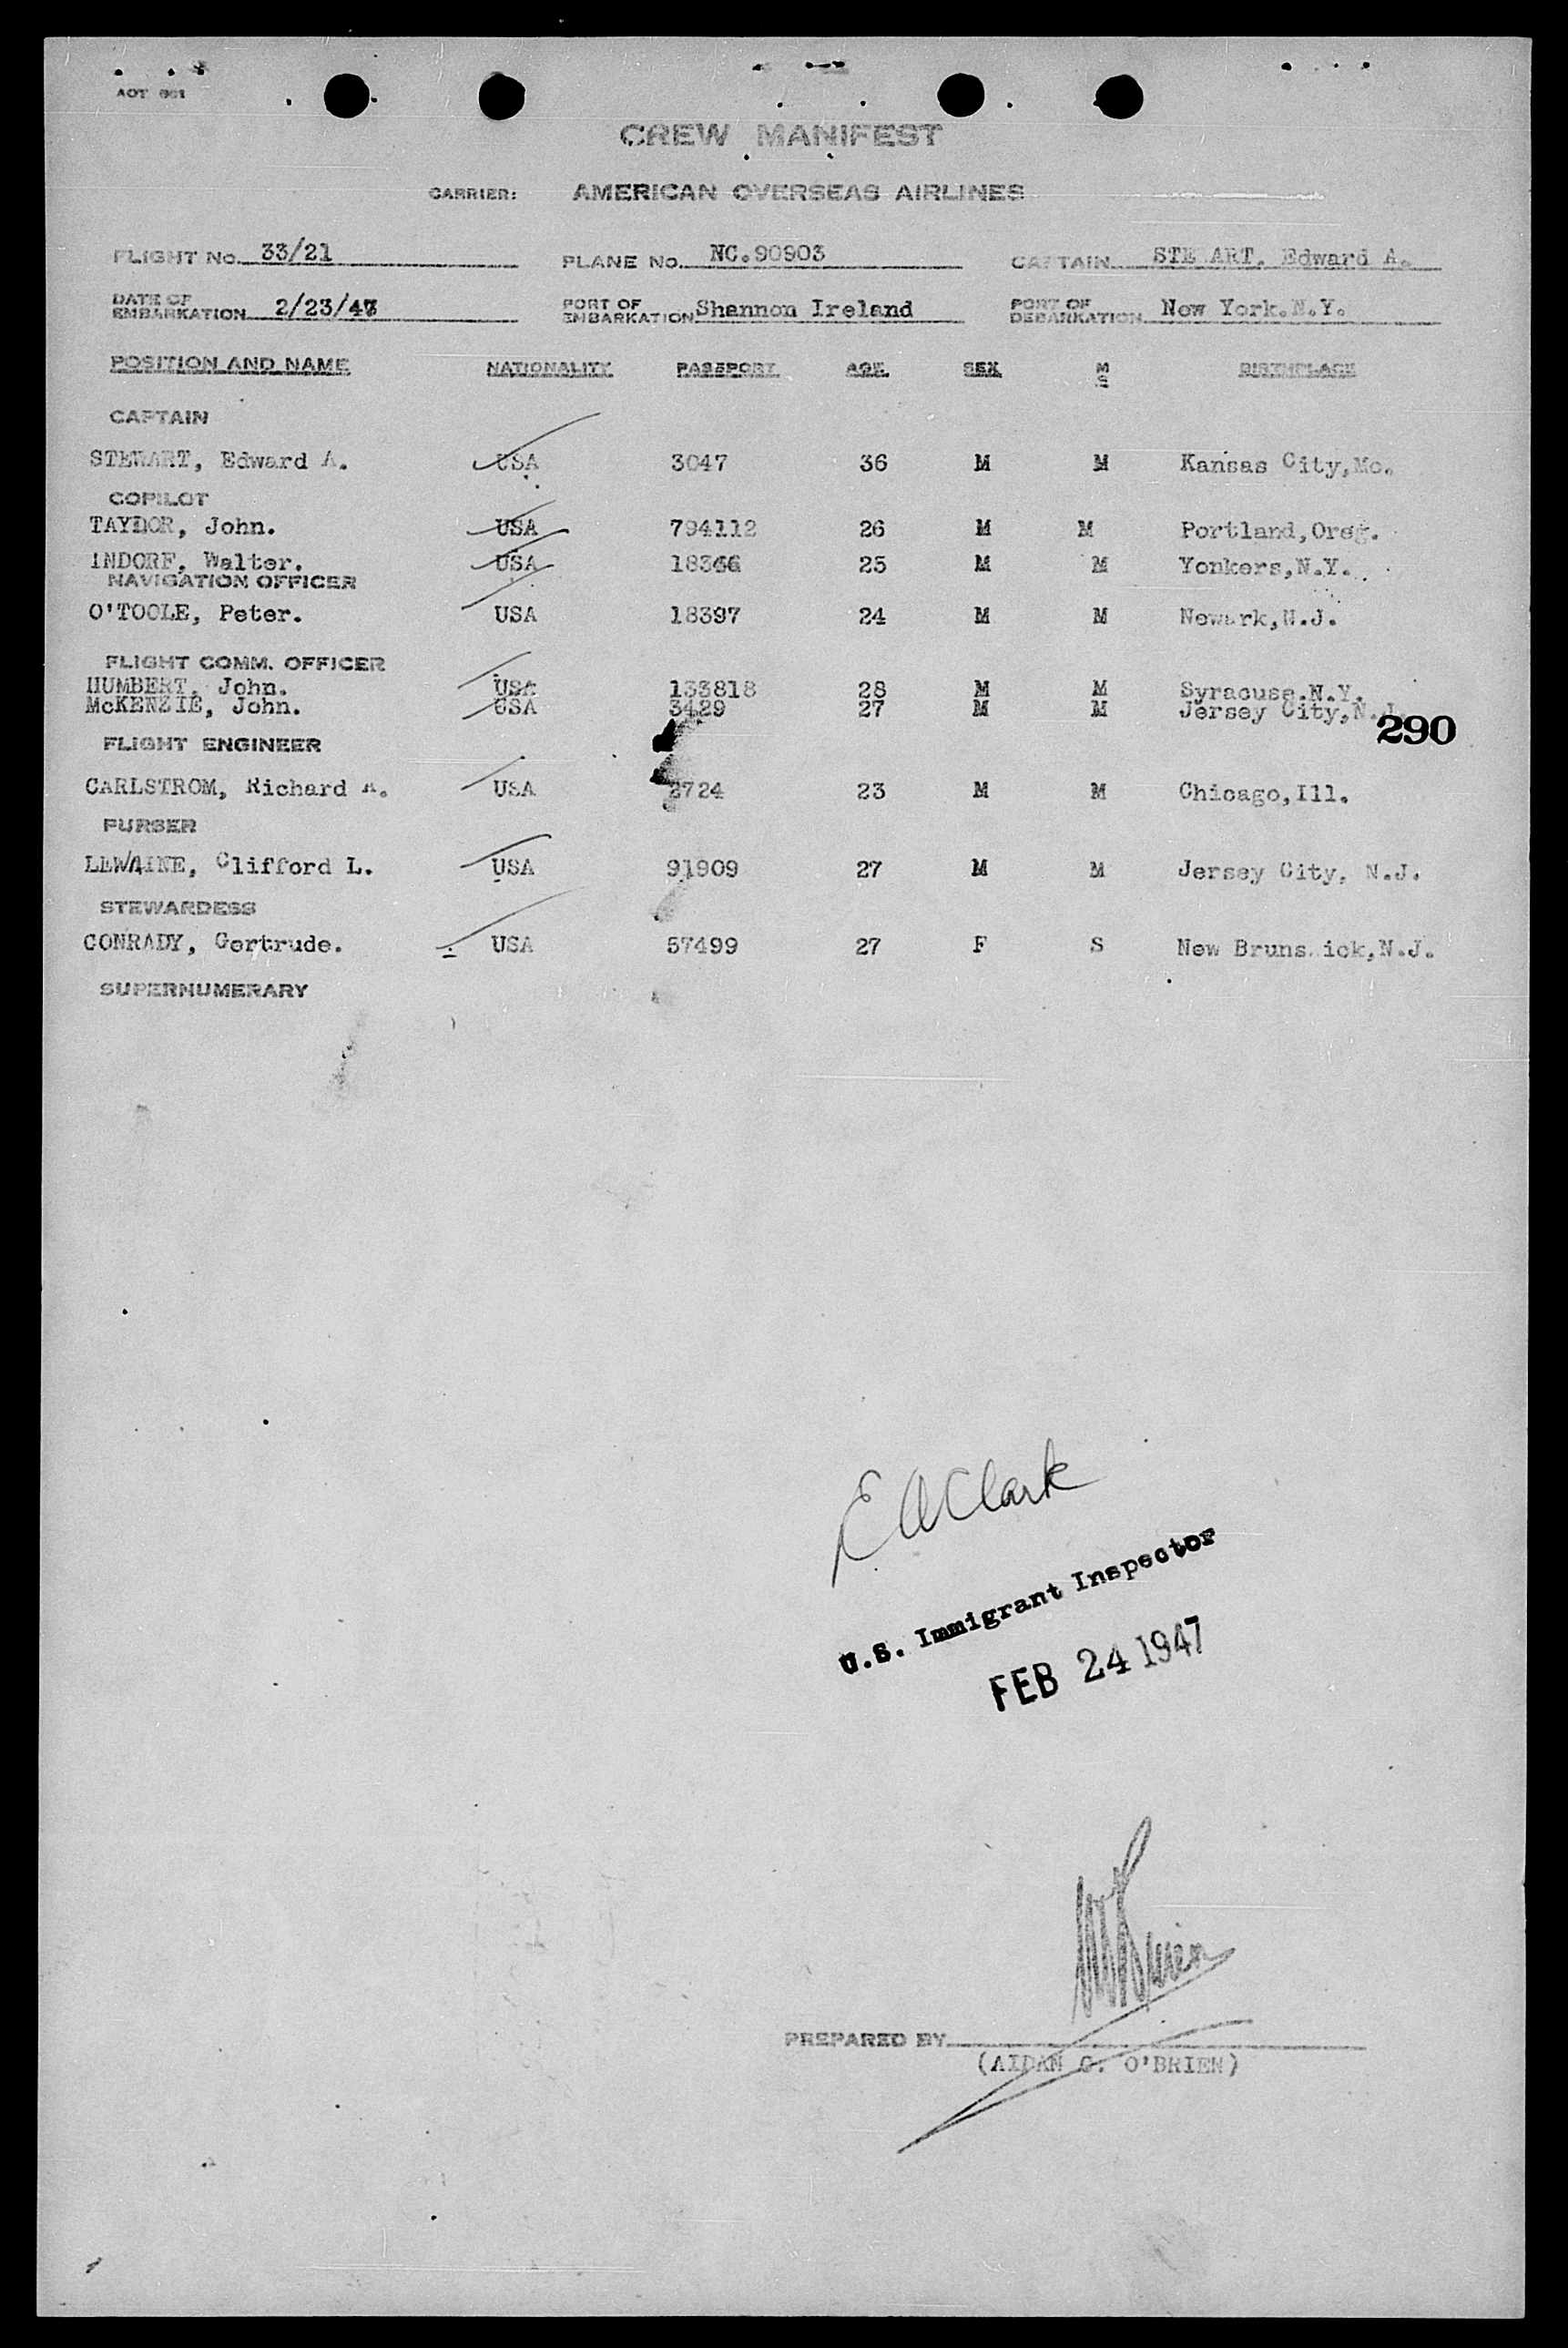 CREW MANIFEST
CARRIER: AMERICAN OVERSEAS AIRLINES
FLIGHT No. 33/21 PLANE No. NC.90903 CAPTAIN STE ART. Edward A.
DATE OF EMBARKATION 2/23/47 PORT OF EMBARKATION Shannon Ireland PORT OF DEBARKATION New York.N.Y.
POSITION AND NAME NATIONALITY PASSPORT AGE SEX M S BIRTHPLACE
CAPTAIN
STEWART, Edward A. USA 3047 36 M M Kansas City,Mo.
COPILOT
TAYLOR, John. USA 794112 26 M M Portland,Oreg.
INDORF, Walter. USA 18366 25 M M Yonkers,N.Y.
NAVIGATION OFFICER
O'TOOLE, Peter. USA 18397 24 M M Newark,N.J.
FLIGHT COMM. OFFICER
HUMBERT, John. USA 133818 28 M M Syracuse.N.Y.
McKENZIE, John. USA 3429 27 M M Jersey City,N.J.
290
FLIGHT ENGINEER
CARLSTROM, Richard A. USA 2724 23 M M Chicago,Ill.
PURSER
LEWAINE, Clifford L. USA 91909 27 M M Jersey City, N.J.
STEWARDESS
CONRADY, Gertrude. USA 57499 27 F S New Bruns ick,N.J.
SUPERNUMERARY
E A Clark
U.S. Immigrant Inspector
FEB 24 1947
PREPARED BY
(AIDAN G. O'BRIEN)